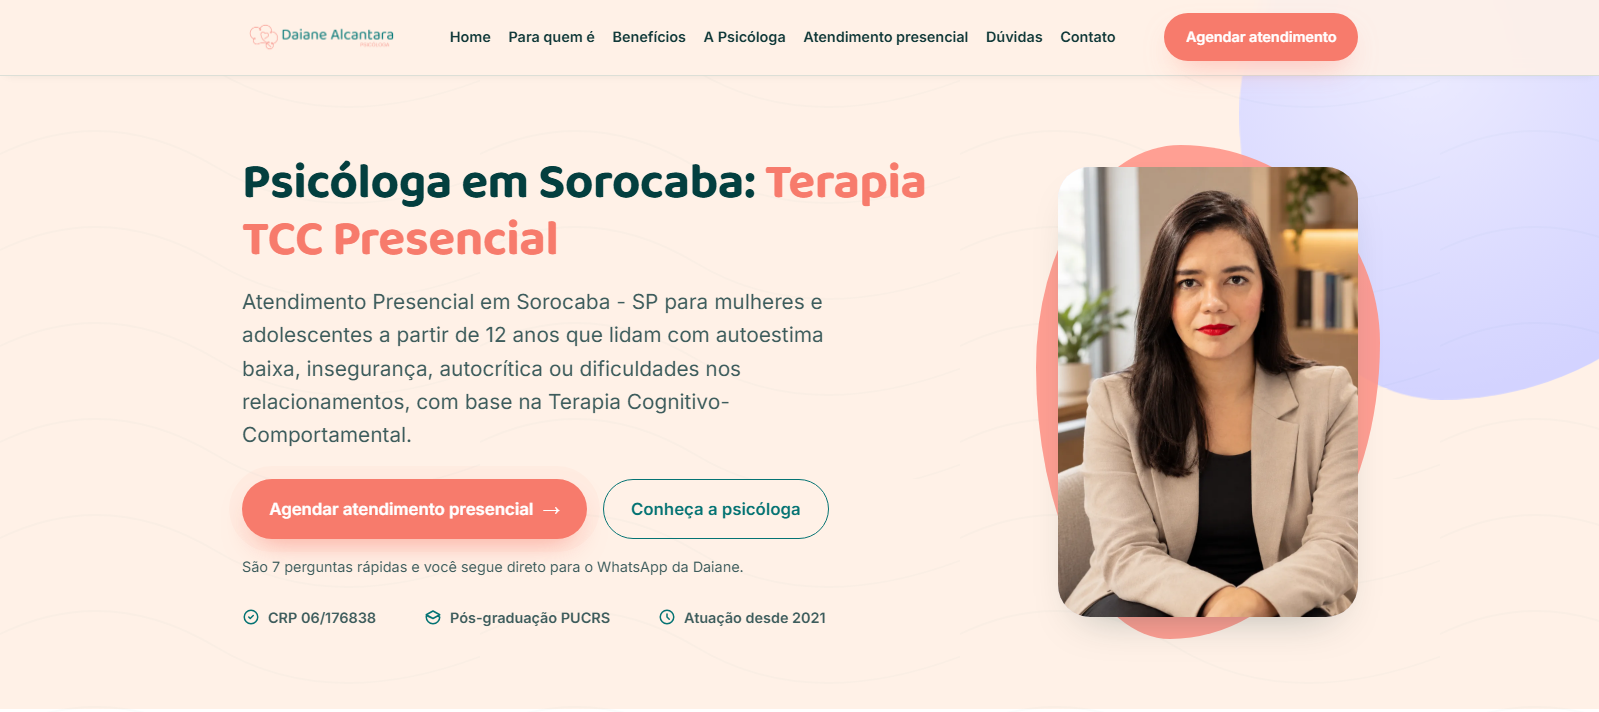 Daiane Alcantara
Psicóloga
Home Para quem é Benefícios A Psicóloga Atendimento presencial Dúvidas Contato
Agendar atendimento
Psicóloga em Sorocaba: Terapia
TCC Presencial
Atendimento Presencial em Sorocaba - SP para mulheres e
adolescentes a partir de 12 anos que lidam com autoestima
baixa, insegurança, autocrítica ou dificuldades nos
relacionamentos, com base na Terapia Cognitivo-
Comportamental.
Agendar atendimento presencial →
Conheça a psicóloga
São 7 perguntas rápidas e você segue direto para o WhatsApp da Daiane.
CRP 06/176838
Pós-graduação PUCRS
Atuação desde 2021